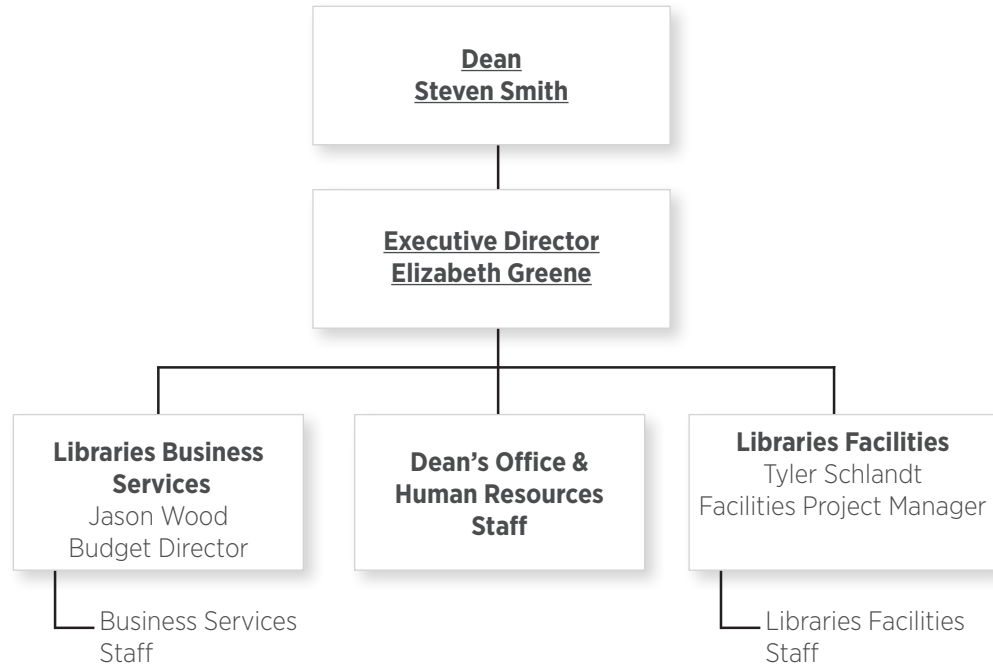 Dean
Steven Smith
Executive Director
Elizabeth Greene
Libraries Business
Services
Jason Wood
Budget Director
Dean’s Office &
Human Resources
Staff
Libraries Facilities
Tyler Schlandt
Facilities Project Manager
Business Services
Staff
Libraries Facilities
Staff